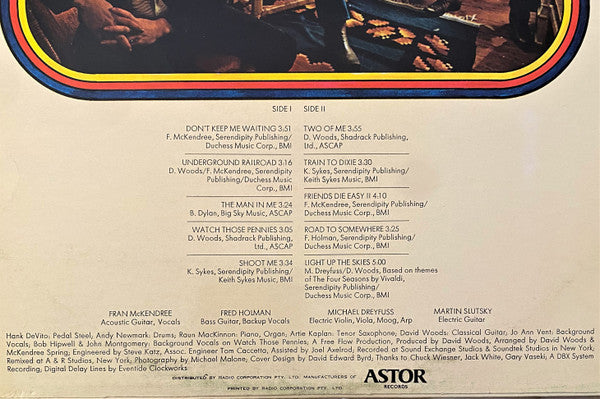 SIDE I
DON'T KEEP ME WAITING 3:51
F. McKendree, Serendipity Publishing/
Duchess Music Corp., BMI
UNDERGROUND RAILROAD 3:16
D. Woods/F. McKendree, Serendipity
Publishing/Duchess Music
Corp., BMI
THE MAN IN ME 3:24
B. Dylan, Big Sky Music, ASCAP
WATCH THOSE PENNIES 3:05
D. Woods, Shadrack Publishing,
Ltd., ASCAP
SHOOT ME 3:34
K. Sykes, Serendipity Publishing/
Keith Sykes Music, BMI
SIDE II
TWO OF ME 3:55
D. Woods, Shadrack Publishing,
Ltd., ASCAP
TRAIN TO DIXIE 3:30
K. Sykes, Serendipity Publishing/
Keith Sykes Music, BMI
FRIENDS DIE EASY II 4:10
F. McKendree, Serendipity Publishing/
Duchess Music Corp., BMI
ROAD TO SOMEWHERE 3:25
F. Holman, Serendipity Publishing/
Duchess Music Corp., BMI
LIGHT UP THE SKIES 5:00
M. Dreyfuss/D. Woods, Based on themes
of The Four Seasons by Vivaldi,
Serendipity Publishing/
Duchess Music Corp., BMI
FRAN McKENDREE
Acoustic Guitar, Vocals
FRED HOLMAN
Bass Guitar, Backup Vocals
MICHAEL DREYFUSS
Electric Violin, Viola, Moog, Arp
MARTIN SLUTSKY
Electric Guitar
Hank DeVito: Pedal Steel, Andy Newmark: Drums, Raun MacKinnon: Piano, Organ, Artie Kaplan: Tenor Saxophone, David Woods: Classical Guitar, Jo Ann Vent: Background
Vocals, Bob Hipwell & John Montgomery: Background Vocals on Watch Those Pennies, A Free Flow Production, Produced by David Woods, Arranged by David Woods &
McKendree Spring, Engineered by Steve Katz, Assoc. Engineer Tom Caccetta, Assisted by Joel Axelrod; Recorded at Sound Exchange Studios & Soundtek Studios in New York,
Remixed at A & R Studios, New York; Photography by Michael Malone, Cover Design by David Edward Byrd; Thanks to Chuck Wiesner, Jack White, Gary Vaseki; A DBX System
Recording, Digital Delay Lines by Eventide Clockworks
DISTRIBUTED BY RADIO CORPORATION PTY. LTD., MANUFACTURERS OF
ASTOR
RECORDS
PRINTED BY RADIO CORPORATION PTY. LTD.